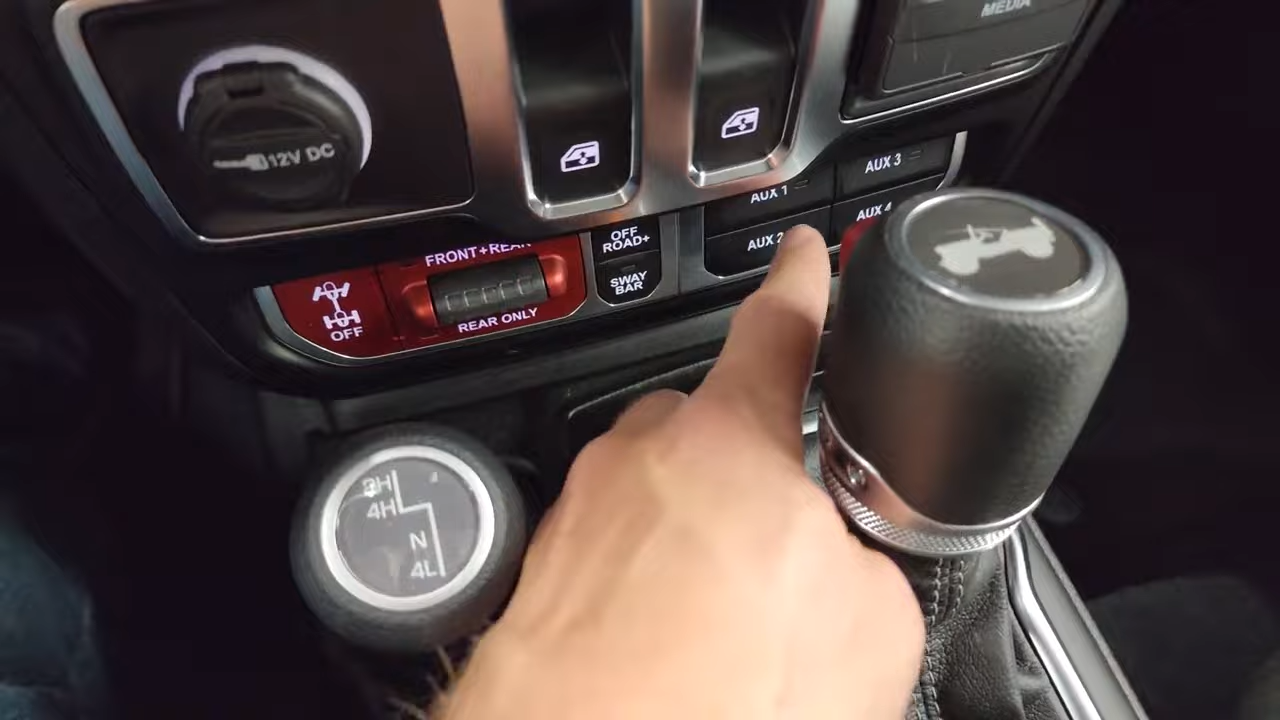 MEDIA
12V DC
AUX 3
AUX 1
AUX 4
AUX 2
OFF
ROAD+
FRONT+REAR
SWAY
BAR
REAR ONLY
OFF
2H
4H
N
4L